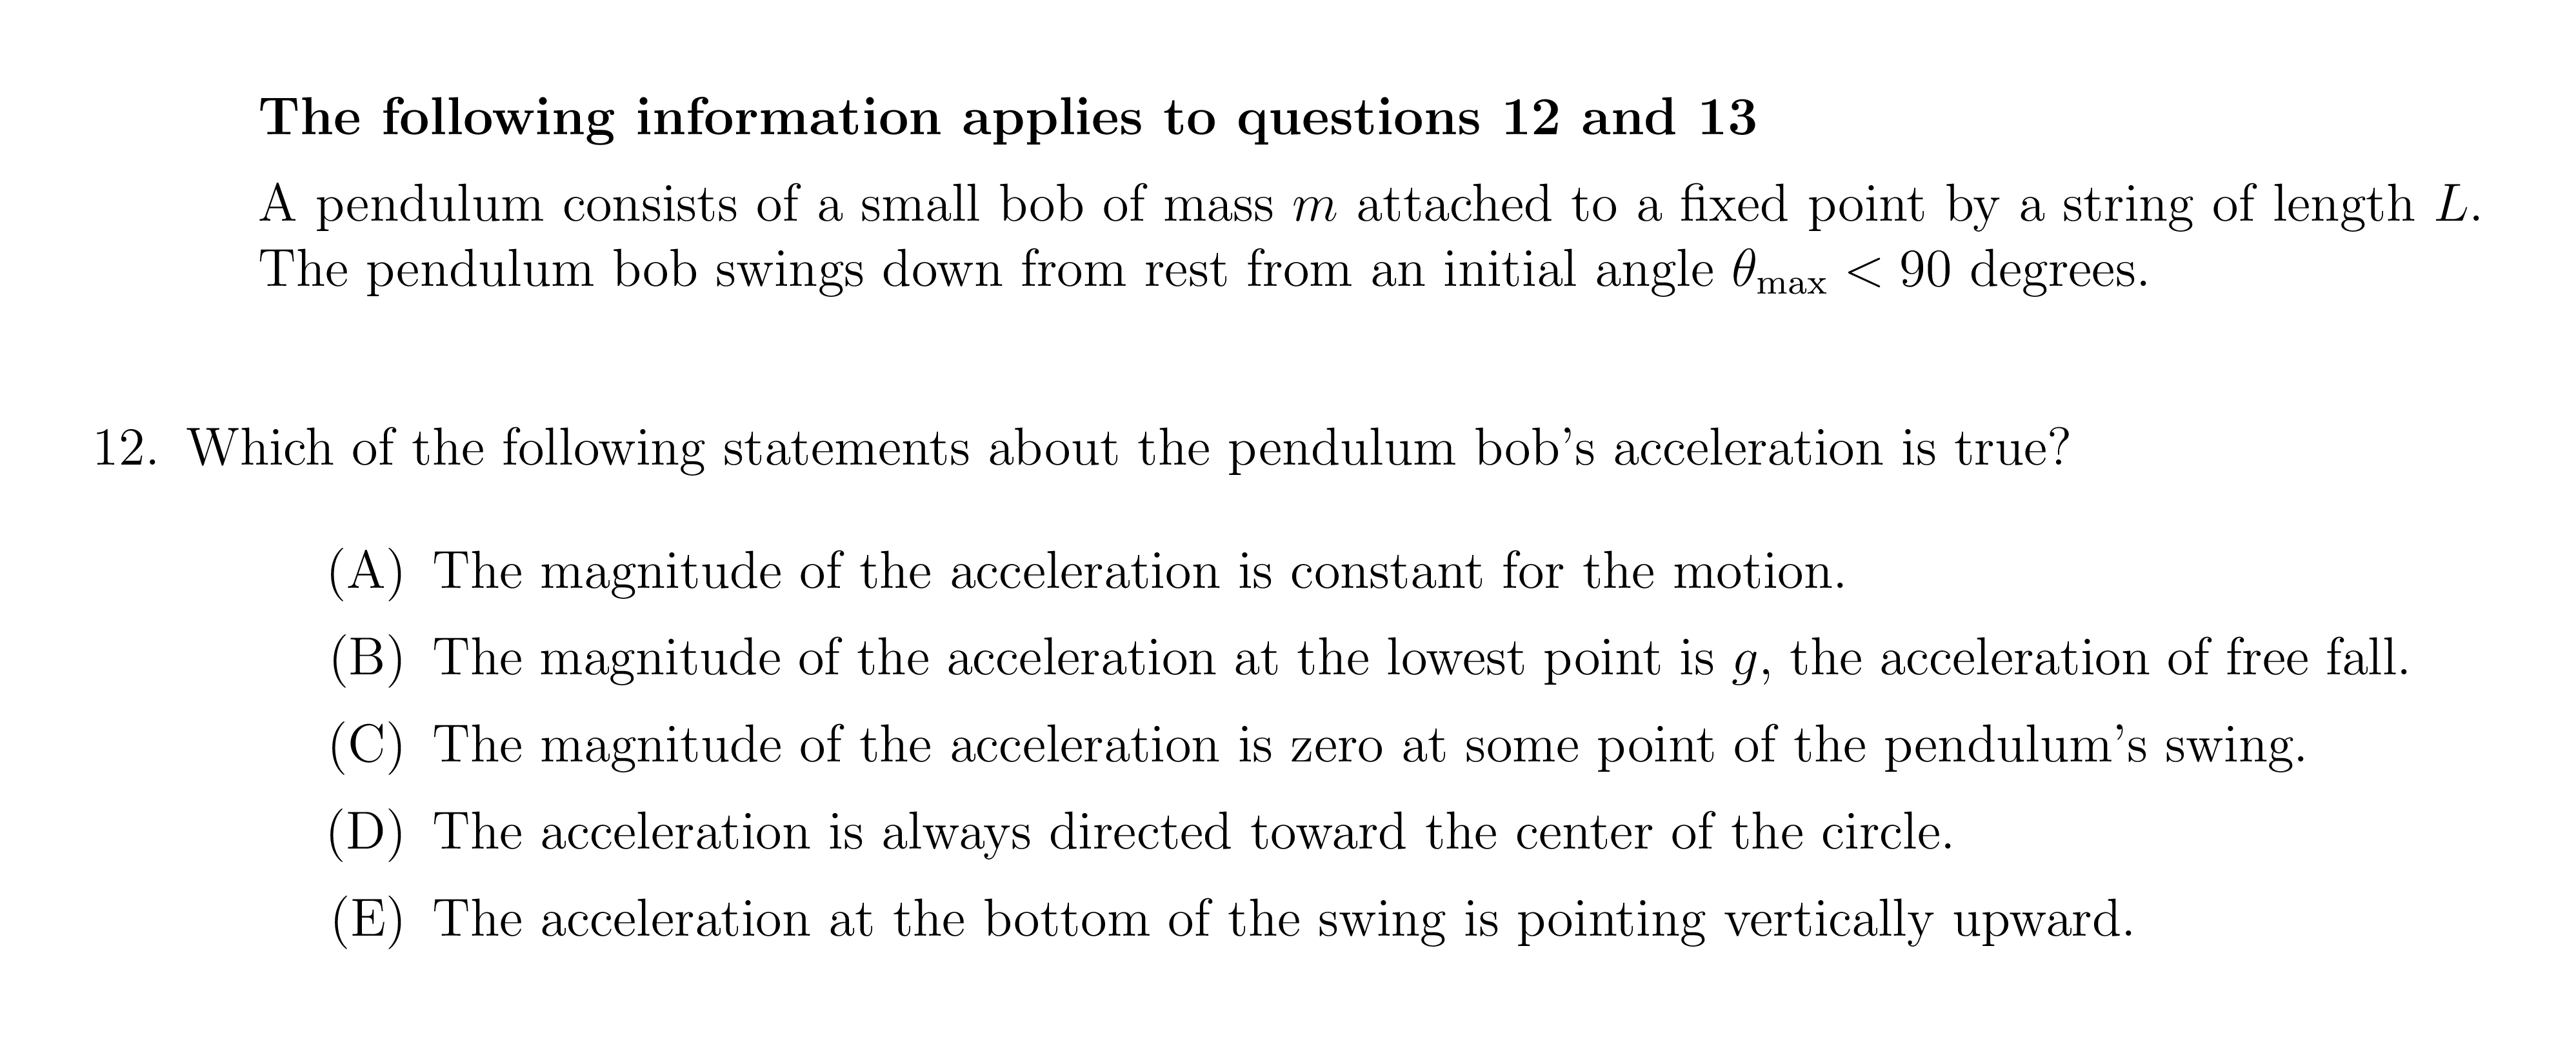 The following information applies to questions 12 and 13
A pendulum consists of a small bob of mass m attached to a fixed point by a string of length L.
The pendulum bob swings down from rest from an initial angle θmax < 90 degrees.
12. Which of the following statements about the pendulum bob's acceleration is true?
(A) The magnitude of the acceleration is constant for the motion.
(B) The magnitude of the acceleration at the lowest point is g, the acceleration of free fall.
(C) The magnitude of the acceleration is zero at some point of the pendulum's swing.
(D) The acceleration is always directed toward the center of the circle.
(E) The acceleration at the bottom of the swing is pointing vertically upward.